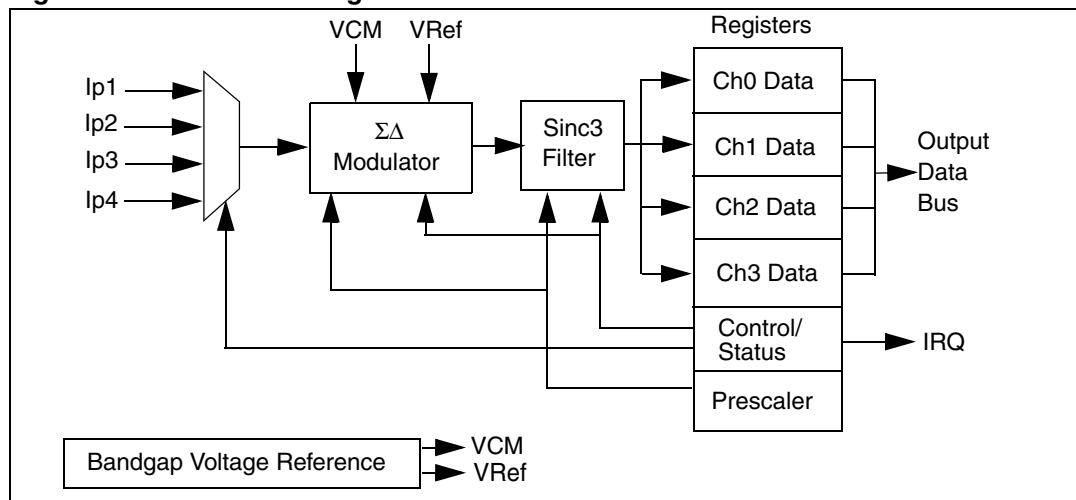 VCM
VRef
Registers
Ip1
Ip2
Ip3
Ip4
ΣΔ
Modulator
Sinc3
Filter
Ch0 Data
Ch1 Data
Ch2 Data
Ch3 Data
Control/
Status
Prescaler
Output
Data
Bus
IRQ
Bandgap Voltage Reference
VCM
VRef